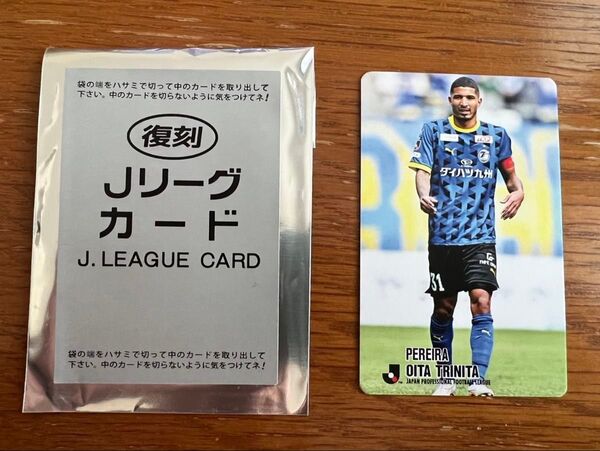 袋の端をハサミで切って中のカードを取り出して
下さい。中のカードを切らないように気をつけてネ!
復刻
Jリーグ
カード
J. LEAGUE CARD
袋の端をハサミで切って中のカードを取り出して
下さい。中のカードを切らないように気をつけてネ!
ダイハツ九州
31
PEREIRA
OITA TRINITA
JAPAN PROFESSIONAL FOOTBALL LEAGUE